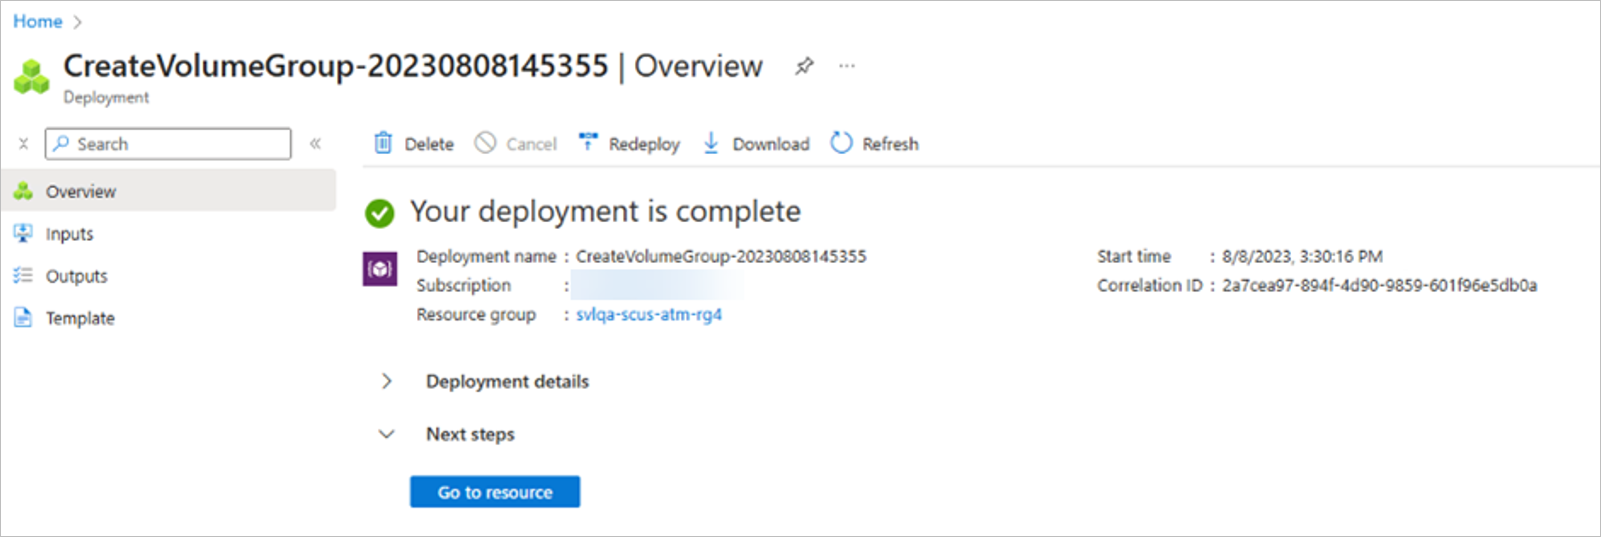 Home
CreateVolumeGroup-20230808145355 | Overview
Deployment
Search
Delete Cancel Redeploy Download Refresh
Overview
Inputs
Outputs
Template
Your deployment is complete
Deployment name : CreateVolumeGroup-20230808145355
Subscription :
Resource group : svlqa-scus-atm-rg4
Start time : 8/8/2023, 3:30:16 PM
Correlation ID : 2a7cea97-894f-4d90-9859-601f96e5db0a
Deployment details
Next steps
Go to resource